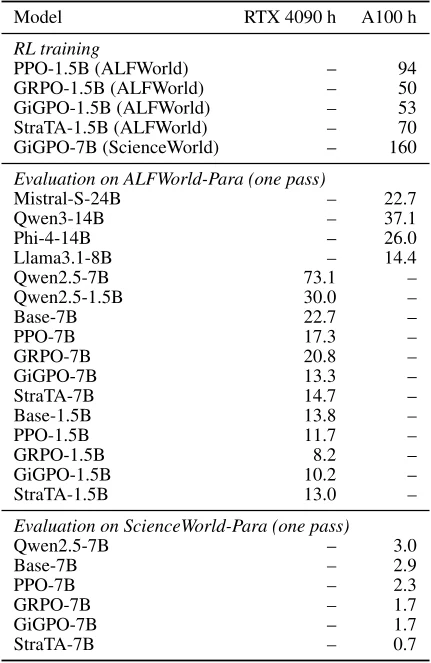 Model RTX 4090 h A100 h
RL training
PPO-1.5B (ALFWorld) – 94
GRPO-1.5B (ALFWorld) – 50
GiGPO-1.5B (ALFWorld) – 53
StraTA-1.5B (ALFWorld) – 70
GiGPO-7B (ScienceWorld) – 160
Evaluation on ALFWorld-Para (one pass)
Mistral-S-24B – 22.7
Qwen3-14B – 37.1
Phi-4-14B – 26.0
Llama3.1-8B – 14.4
Qwen2.5-7B 73.1 –
Qwen2.5-1.5B 30.0 –
Base-7B 22.7 –
PPO-7B 17.3 –
GRPO-7B 20.8 –
GiGPO-7B 13.3 –
StraTA-7B 14.7 –
Base-1.5B 13.8 –
PPO-1.5B 11.7 –
GRPO-1.5B 8.2 –
GiGPO-1.5B 10.2 –
StraTA-1.5B 13.0 –
Evaluation on ScienceWorld-Para (one pass)
Qwen2.5-7B – 3.0
Base-7B – 2.9
PPO-7B – 2.3
GRPO-7B – 1.7
GiGPO-7B – 1.7
StraTA-7B – 0.7